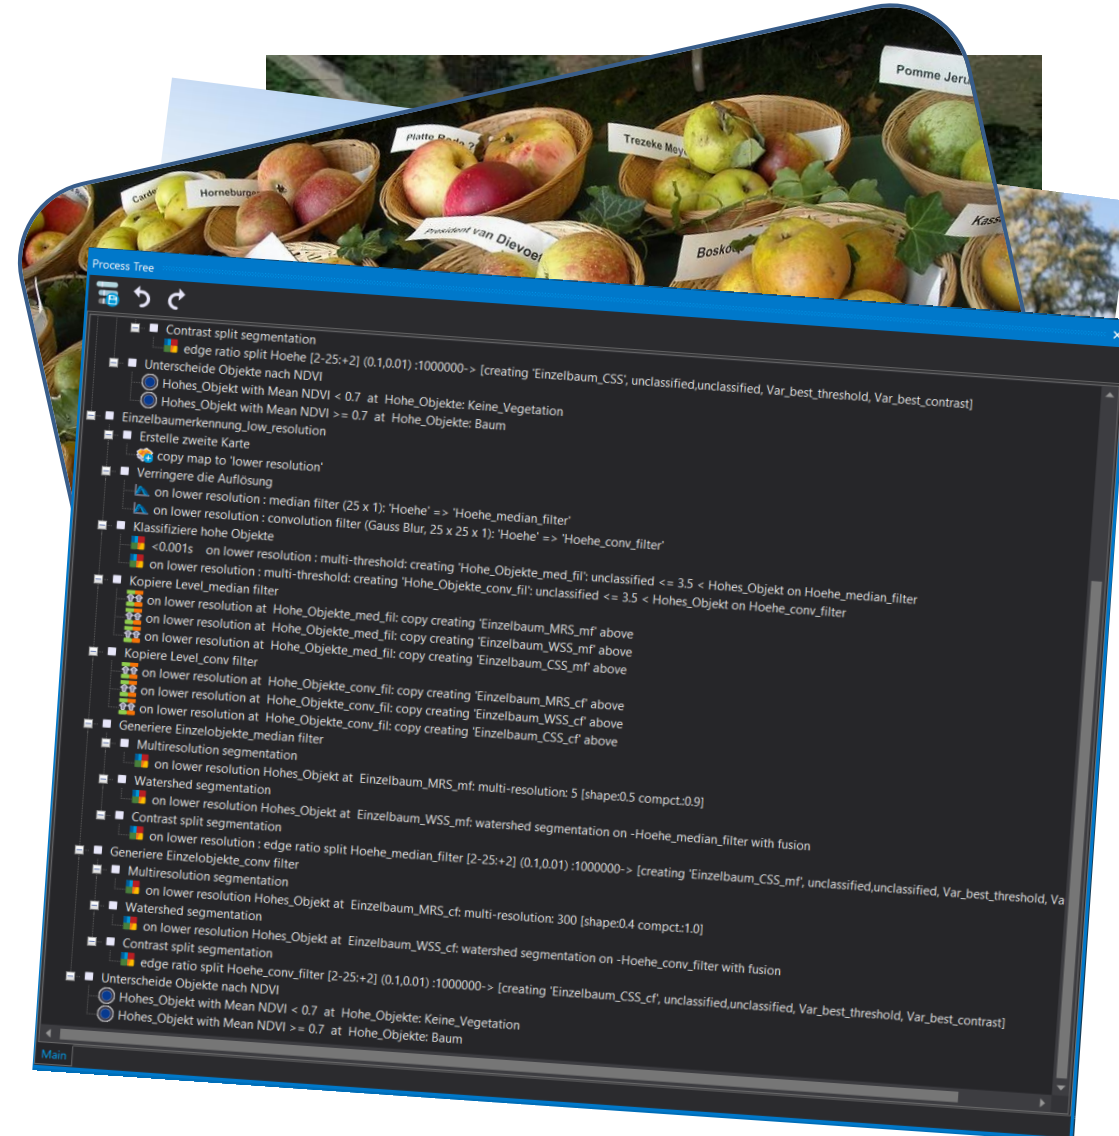 Pomme Jeru
Platte Rode ?
Trezeke Mey
Carde
Horneburge
President van Dievoet
Kass
Bosko
Process Tree
Contrast split segmentation
edge ratio split Hoehe [2-25:+2] (0.1,0.01) :1000000-> [creating 'Einzelbaum_CSS', unclassified,unclassified, Var_best_threshold, Var_best_contrast]
Unterscheide Objekte nach NDVI
Hohes_Objekt with Mean NDVI < 0.7 at Hohe_Objekte: Keine_Vegetation
Hohes_Objekt with Mean NDVI >= 0.7 at Hohe_Objekte: Baum
Einzelbaumerkennung_low_resolution
Erstelle zweite Karte
copy map to 'lower resolution'
Verringere die Auflösung
on lower resolution : median filter (25 x 1): 'Hoehe' => 'Hoehe_median_filter'
on lower resolution : convolution filter (Gauss Blur, 25 x 25 x 1): 'Hoehe' => 'Hoehe_conv_filter'
Klassifiziere hohe Objekte
<0.001s on lower resolution : multi-threshold: creating 'Hohe_Objekte_med_fil': unclassified <= 3.5 < Hohes_Objekt on Hoehe_median_filter
on lower resolution : multi-threshold: creating 'Hohe_Objekte_conv_fil': unclassified <= 3.5 < Hohes_Objekt on Hoehe_conv_filter
Kopiere Level_median filter
on lower resolution at Hohe_Objekte_med_fil: copy creating 'Einzelbaum_MRS_mf' above
on lower resolution at Hohe_Objekte_med_fil: copy creating 'Einzelbaum_WSS_mf' above
on lower resolution at Hohe_Objekte_med_fil: copy creating 'Einzelbaum_CSS_mf' above
Kopiere Level_conv filter
on lower resolution at Hohe_Objekte_conv_fil: copy creating 'Einzelbaum_MRS_cf' above
on lower resolution at Hohe_Objekte_conv_fil: copy creating 'Einzelbaum_WSS_cf' above
on lower resolution at Hohe_Objekte_conv_fil: copy creating 'Einzelbaum_CSS_cf' above
Generiere Einzelobjekte_median filter
Multiresolution segmentation
on lower resolution Hohes_Objekt at Einzelbaum_MRS_mf: multi-resolution: 5 [shape:0.5 compct.:0.9]
Watershed segmentation
on lower resolution Hohes_Objekt at Einzelbaum_WSS_mf: watershed segmentation on -Hoehe_median_filter with fusion
Contrast split segmentation
on lower resolution : edge ratio split Hoehe_median_filter [2-25:+2] (0.1,0.01) :1000000-> [creating 'Einzelbaum_CSS_mf', unclassified,unclassified, Var_best_threshold, Va
Generiere Einzelobjekte_conv filter
Multiresolution segmentation
on lower resolution Hohes_Objekt at Einzelbaum_MRS_cf: multi-resolution: 300 [shape:0.4 compct.:1.0]
Watershed segmentation
on lower resolution Hohes_Objekt at Einzelbaum_WSS_cf: watershed segmentation on -Hoehe_conv_filter with fusion
Contrast split segmentation
edge ratio split Hoehe_conv_filter [2-25:+2] (0.1,0.01) :1000000-> [creating 'Einzelbaum_CSS_cf', unclassified,unclassified, Var_best_threshold, Var_best_contrast]
Unterscheide Objekte nach NDVI
Hohes_Objekt with Mean NDVI < 0.7 at Hohe_Objekte: Keine_Vegetation
Hohes_Objekt with Mean NDVI >= 0.7 at Hohe_Objekte: Baum
Main